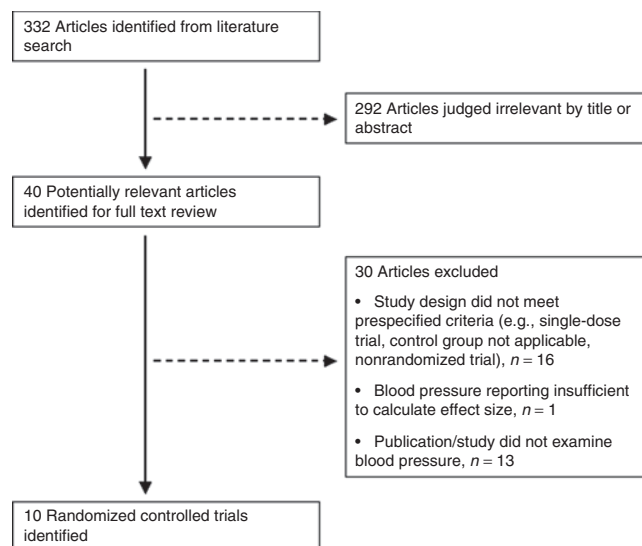 332 Articles identified from literature
search
292 Articles judged irrelevant by title or
abstract
40 Potentially relevant articles
identified for full text review
30 Articles excluded
• Study design did not meet
prespecified criteria (e.g., single-dose
trial, control group not applicable,
nonrandomized trial), n = 16
• Blood pressure reporting insufficient
to calculate effect size, n = 1
• Publication/study did not examine
blood pressure, n = 13
10 Randomized controlled trials
identified